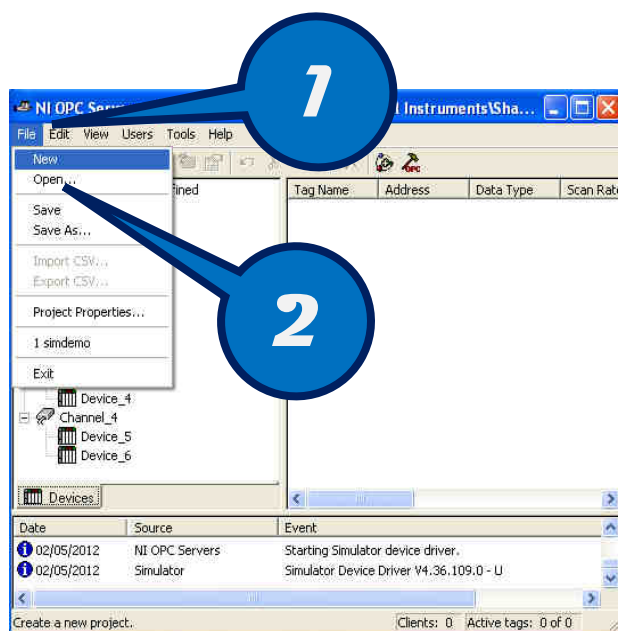 1
NI OPC Ser l Instruments\Sha...
File Edit View Users Tools Help
New
Open...
Save
Save As...
Import CSV...
Export CSV...
Project Properties...
1 simdemo
Exit
2
fined
Tag Name Address Data Type Scan Rate
Device_4
Channel_4
Device_5
Device_6
Devices
Date Source Event
02/05/2012 NI OPC Servers Starting Simulator device driver.
02/05/2012 Simulator Simulator Device Driver V4.36.109.0 - U
Create a new project. Clients: 0 Active tags: 0 of 0